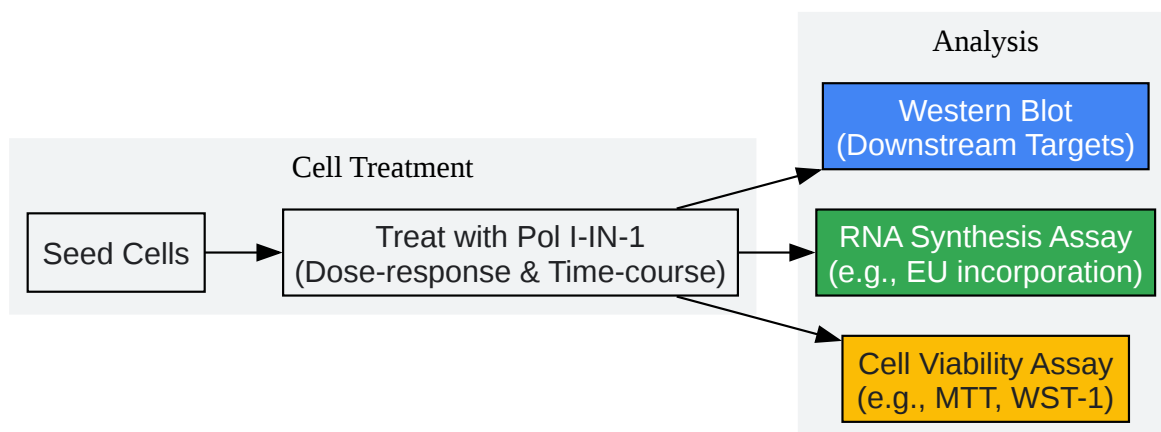 Cell Treatment
Seed Cells
Treat with Pol I-IN-1
(Dose-response & Time-course)
Analysis
Western Blot
(Downstream Targets)
RNA Synthesis Assay
(e.g., EU incorporation)
Cell Viability Assay
(e.g., MTT, WST-1)